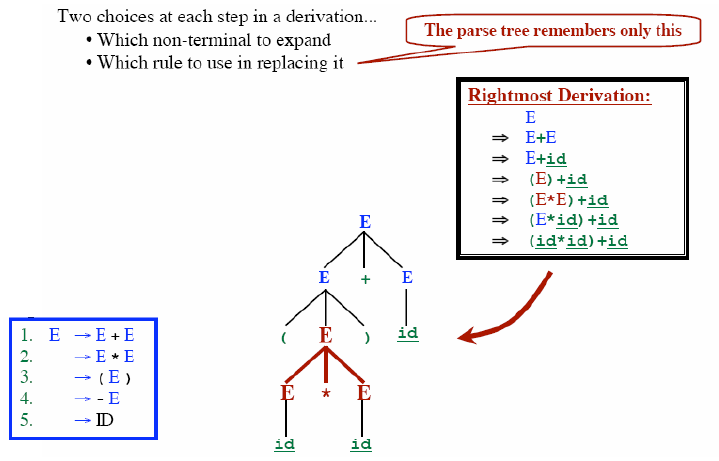 Two choices at each step in a derivation...
• Which non-terminal to expand
• Which rule to use in replacing it
The parse tree remembers only this
Rightmost Derivation:
E
⇒ E+E
⇒ E+id
⇒ (E)+id
⇒ (E*E)+id
⇒ (E*id)+id
⇒ (id*id)+id
E
E + E
( E ) id
E * E
id id
1. E → E + E
2. → E * E
3. → ( E )
4. → - E
5. → ID